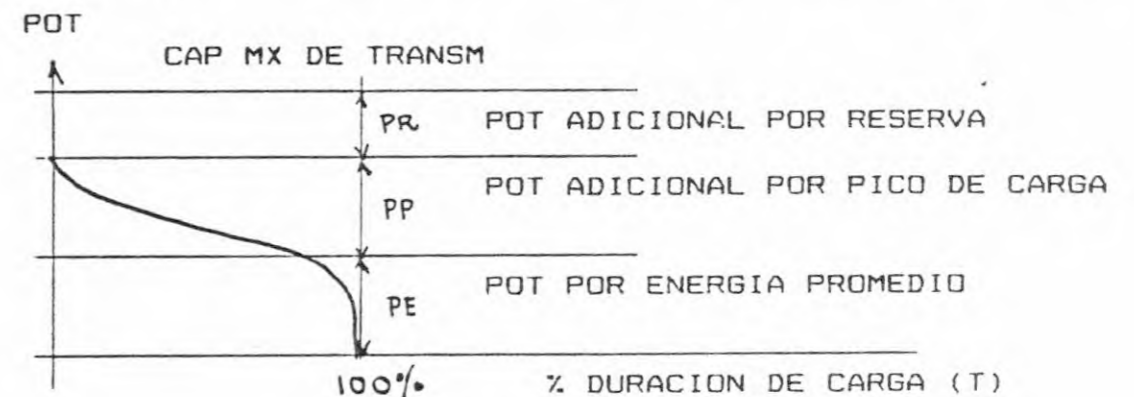 POT
CAP MX DE TRANSM
PR POT ADICIONAL POR RESERVA
POT ADICIONAL POR PICO DE CARGA
PP
POT POR ENERGIA PROMEDIO
PE
100% % DURACION DE CARGA (T)